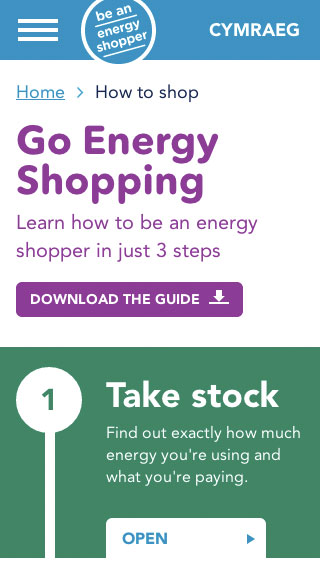 be an
energy
shopper
CYMRAEG
Home > How to shop
Go Energy
Shopping
Learn how to be an energy
shopper in just 3 steps
DOWNLOAD THE GUIDE
1
Take stock
Find out exactly how much
energy you're using and
what you're paying.
OPEN